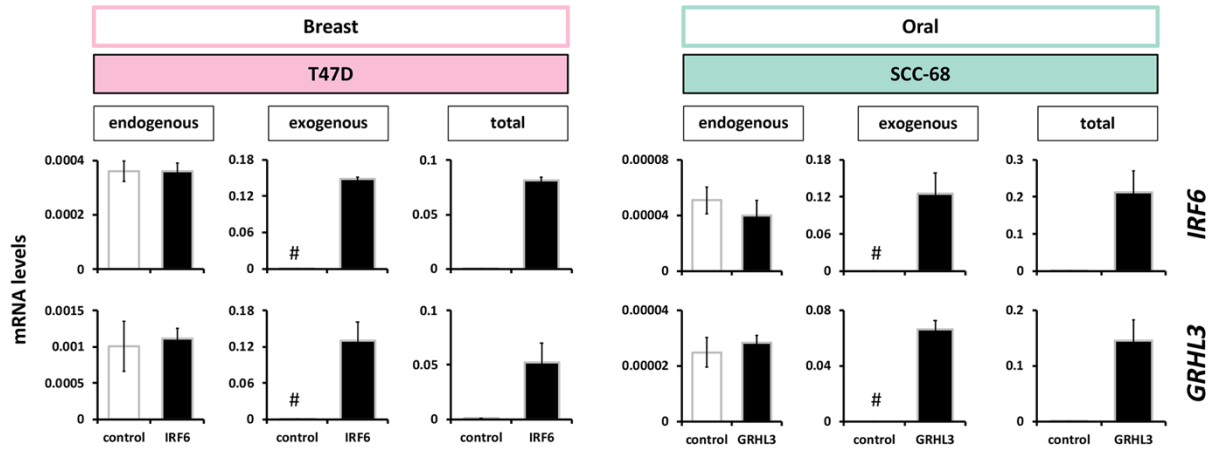 Breast Oral
T47D SCC-68
endogenous exogenous total endogenous exogenous total
mRNA levels
0.0004 0.0002 0
0.18 0.12 0.06 0 #
0.1 0.05 0
0.00008 0.00004 0
0.18 0.12 0.06 0 #
0.3 0.2 0.1 0
IRF6
0.0015 0.001 0.0005 0
0.18 0.12 0.06 0 #
0.1 0.05 0
0.00004 0.00002 0
0.08 0.04 0 #
0.2 0.1 0
GRHL3
control IRF6 control IRF6 control IRF6 control GRHL3 control GRHL3 control GRHL3